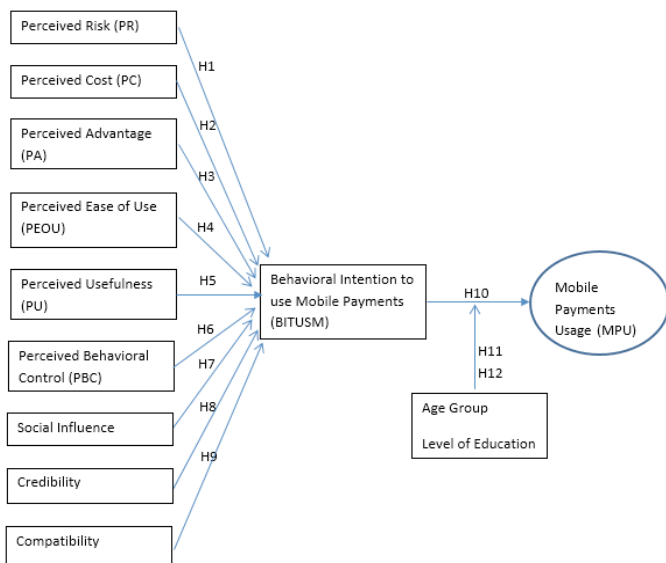 Perceived Risk (PR)
Perceived Cost (PC)
Perceived Advantage
(PA)
Perceived Ease of Use
(PEOU)
Perceived Usefulness
(PU)
Perceived Behavioral
Control (PBC)
Social Influence
Credibility
Compatibility
H1
H2
H3
H4
H5
H6
H7
H8
H9
Behavioral Intention to
use Mobile Payments
(BITUSM)
H10
H11
H12
Age Group
Level of Education
Mobile
Payments
Usage (MPU)